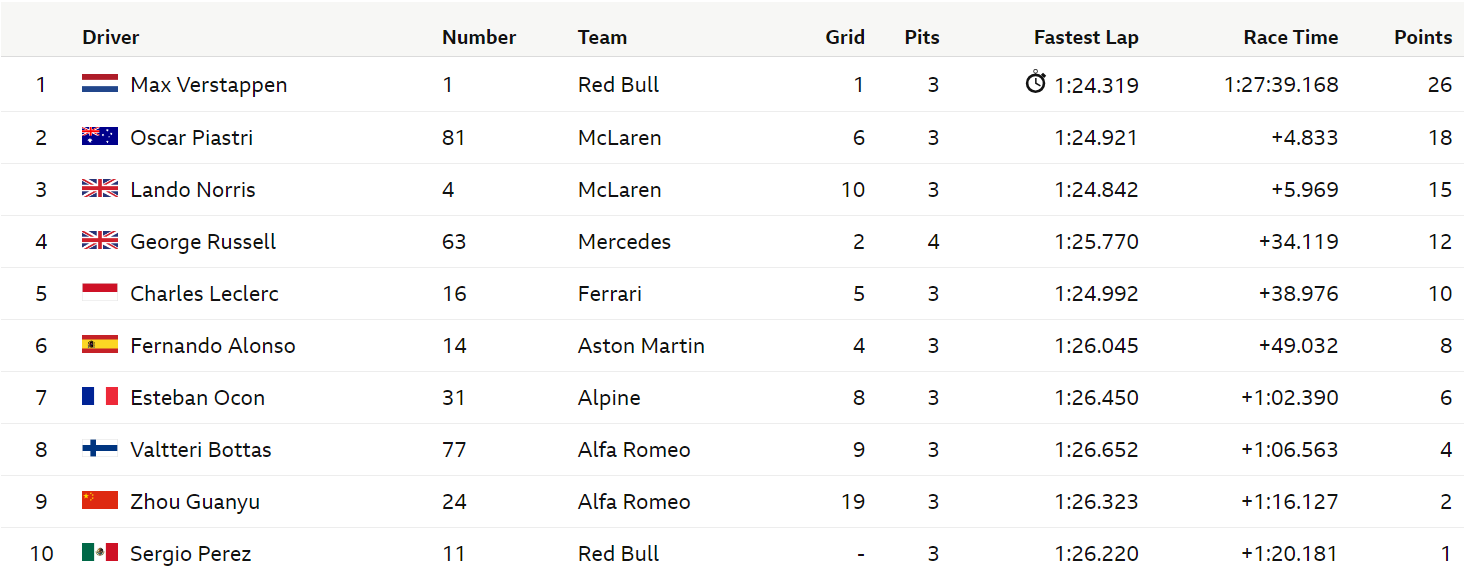 Driver Number Team Grid Pits Fastest Lap Race Time Points
1 Max Verstappen 1 Red Bull 1 3 1:24.319 1:27:39.168 26
2 Oscar Piastri 81 McLaren 6 3 1:24.921 +4.833 18
3 Lando Norris 4 McLaren 10 3 1:24.842 +5.969 15
4 George Russell 63 Mercedes 2 4 1:25.770 +34.119 12
5 Charles Leclerc 16 Ferrari 5 3 1:24.992 +38.976 10
6 Fernando Alonso 14 Aston Martin 4 3 1:26.045 +49.032 8
7 Esteban Ocon 31 Alpine 8 3 1:26.450 +1:02.390 6
8 Valtteri Bottas 77 Alfa Romeo 9 3 1:26.652 +1:06.563 4
9 Zhou Guanyu 24 Alfa Romeo 19 3 1:26.323 +1:16.127 2
10 Sergio Perez 11 Red Bull - 3 1:26.220 +1:20.181 1